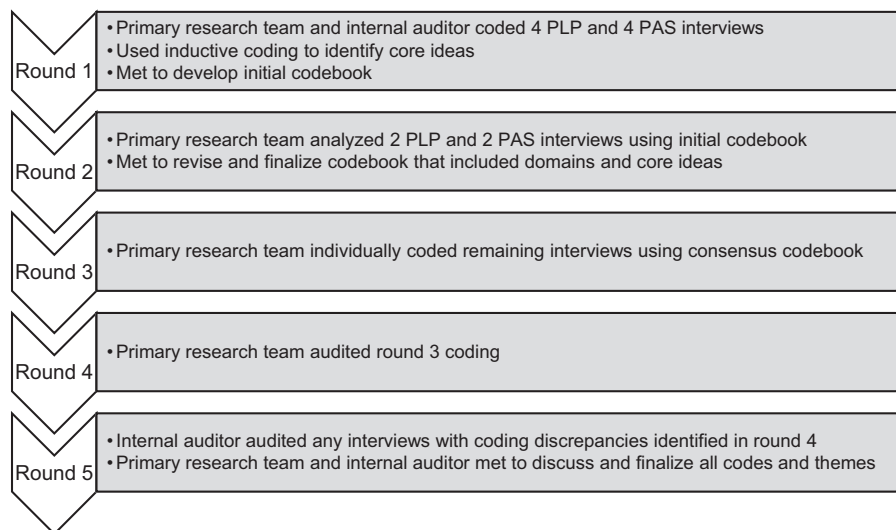 Round 1
• Primary research team and internal auditor coded 4 PLP and 4 PAS interviews
• Used inductive coding to identify core ideas
• Met to develop initial codebook
Round 2
• Primary research team analyzed 2 PLP and 2 PAS interviews using initial codebook
• Met to revise and finalize codebook that included domains and core ideas
Round 3
• Primary research team individually coded remaining interviews using consensus codebook
Round 4
• Primary research team audited round 3 coding
Round 5
• Internal auditor audited any interviews with coding discrepancies identified in round 4
• Primary research team and internal auditor met to discuss and finalize all codes and themes